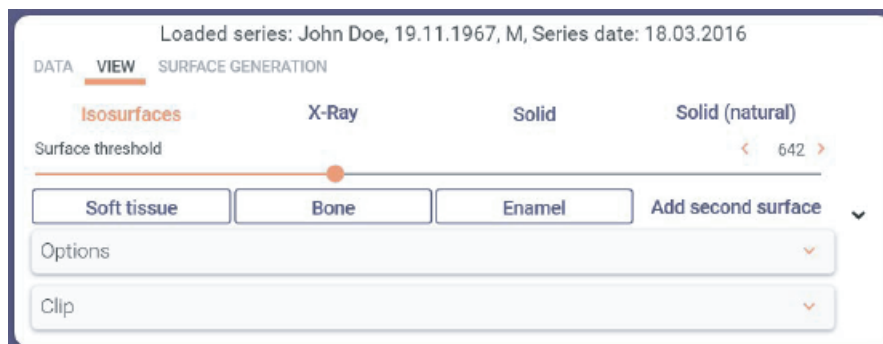 Loaded series: John Doe, 19.11.1967, M, Series date: 18.03.2016
DATA VIEW SURFACE GENERATION
Isosurfaces X-Ray Solid Solid (natural)
Surface threshold 642
Soft tissue Bone Enamel Add second surface
Options
Clip